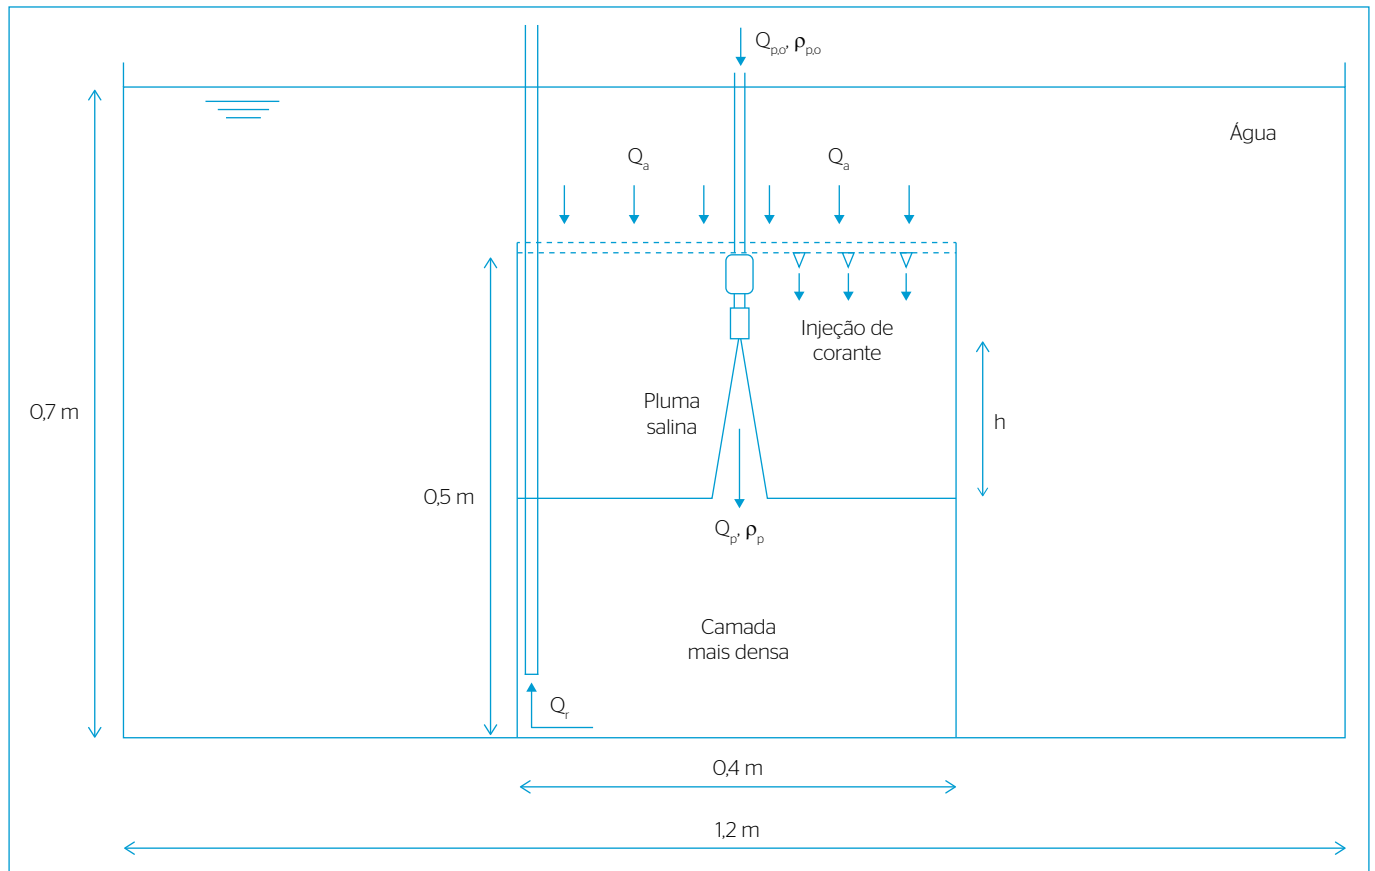 Qp,o, ρp,o
Água
Qa
Qa
Injeção de
corante
Pluma
salina
h
0,7 m
0,5 m
Qp, ρp
Camada
mais densa
Qr
0,4 m
1,2 m